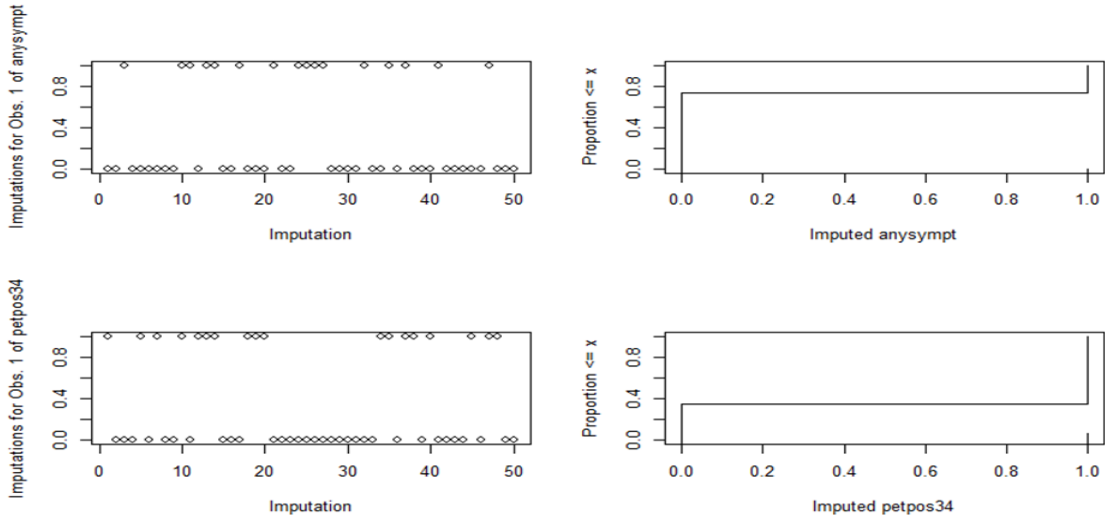 Imputations for Obs. 1 of anysympt
0.0 0.4 0.8
0 10 20 30 40 50
Imputation
Proportion <= x
0.0 0.4 0.8
0.0 0.2 0.4 0.6 0.8 1.0
Imputed anysympt
Imputations for Obs. 1 of petpos34
0.0 0.4 0.8
0 10 20 30 40 50
Imputation
Proportion <= x
0.0 0.4 0.8
0.0 0.2 0.4 0.6 0.8 1.0
Imputed petpos34